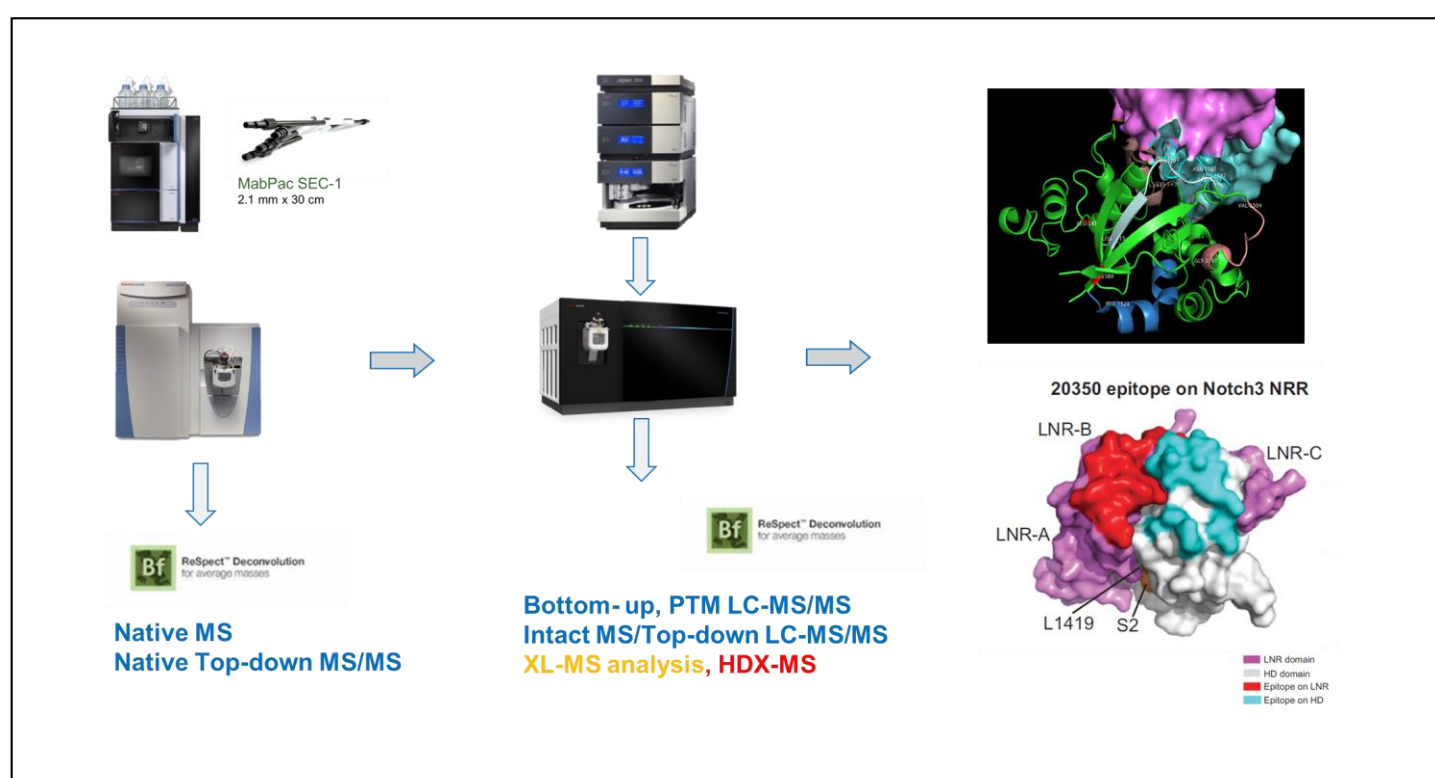 MabPac SEC-1
2.1 mm x 30 cm
Bf
ReSpect™ Deconvolution
for average masses
Native MS
Native Top-down MS/MS
Bf
ReSpect™ Deconvolution
for average masses
Bottom- up, PTM LC-MS/MS
Intact MS/Top-down LC-MS/MS
XL-MS analysis, HDX-MS
20350 epitope on Notch3 NRR
LNR-B
LNR-C
LNR-A
L1419
S2
LNR domain
HD domain
Epitope on LNR
Epitope on HD